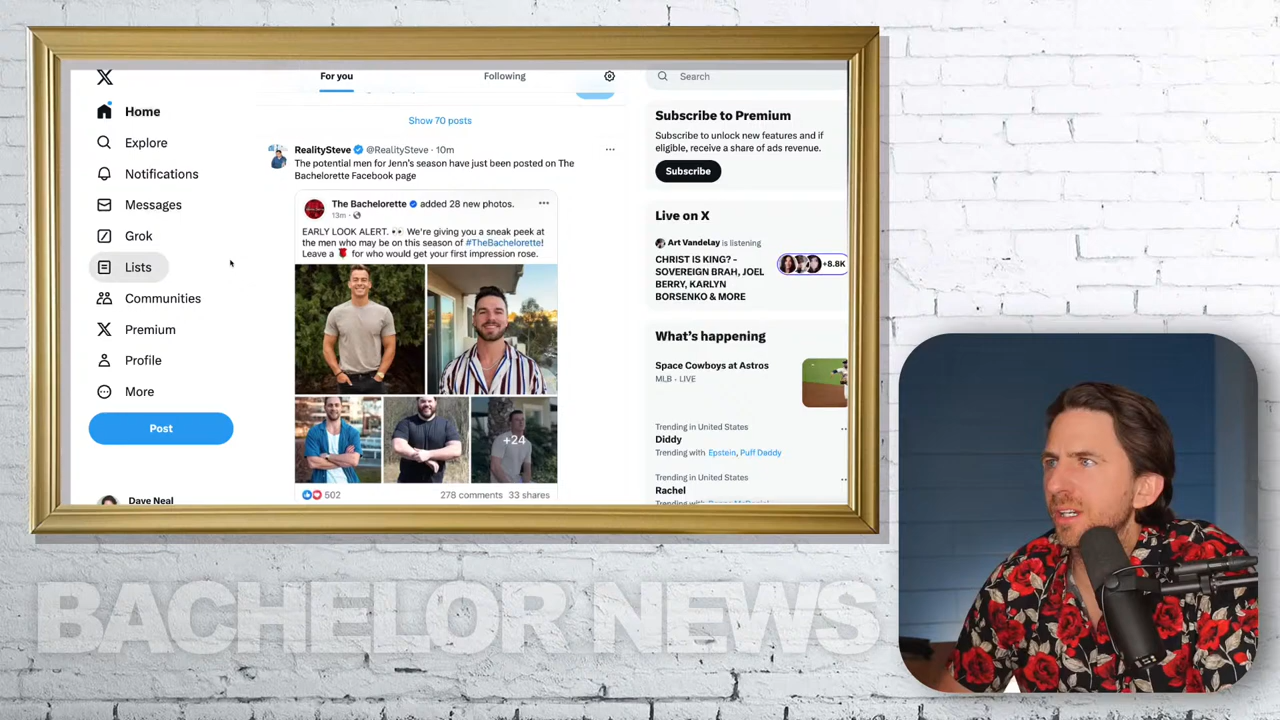 For you
Following
Search
Home
Explore
Notifications
Messages
Grok
Lists
Communities
Premium
Profile
More
Post
Dave Neal
Show 70 posts
RealitySteve @RealitySteve · 10m
The potential men for Jenn's season have just been posted on The
Bachelorette Facebook page
The Bachelorette added 28 new photos.
13m ·
EARLY LOOK ALERT. 👀 We're giving you a sneak peek at
the men who may be on this season of #TheBachelorette!
Leave a 🌹 for who would get your first impression rose.
+24
502
278 comments 33 shares
Subscribe to Premium
Subscribe to unlock new features and if
eligible, receive a share of ads revenue.
Subscribe
Live on X
Art Vandelay is listening
CHRIST IS KING? -
SOVEREIGN BRAH, JOEL
BERRY, KARLYN
BORSENKO & MORE
+8.8K
What's happening
Space Cowboys at Astros
MLB · LIVE
Trending in United States
Diddy
Trending with Epstein, Puff Daddy
Trending in United States
Rachel
BACHELOR NEWS